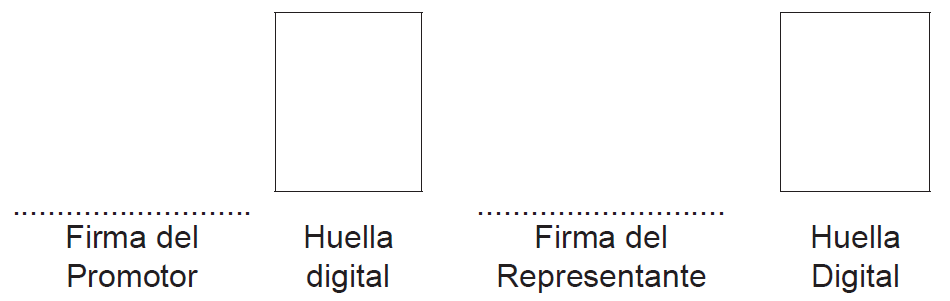 ........................... ............................
Firma del Huella Firma del Huella
Promotor digital Representante Digital